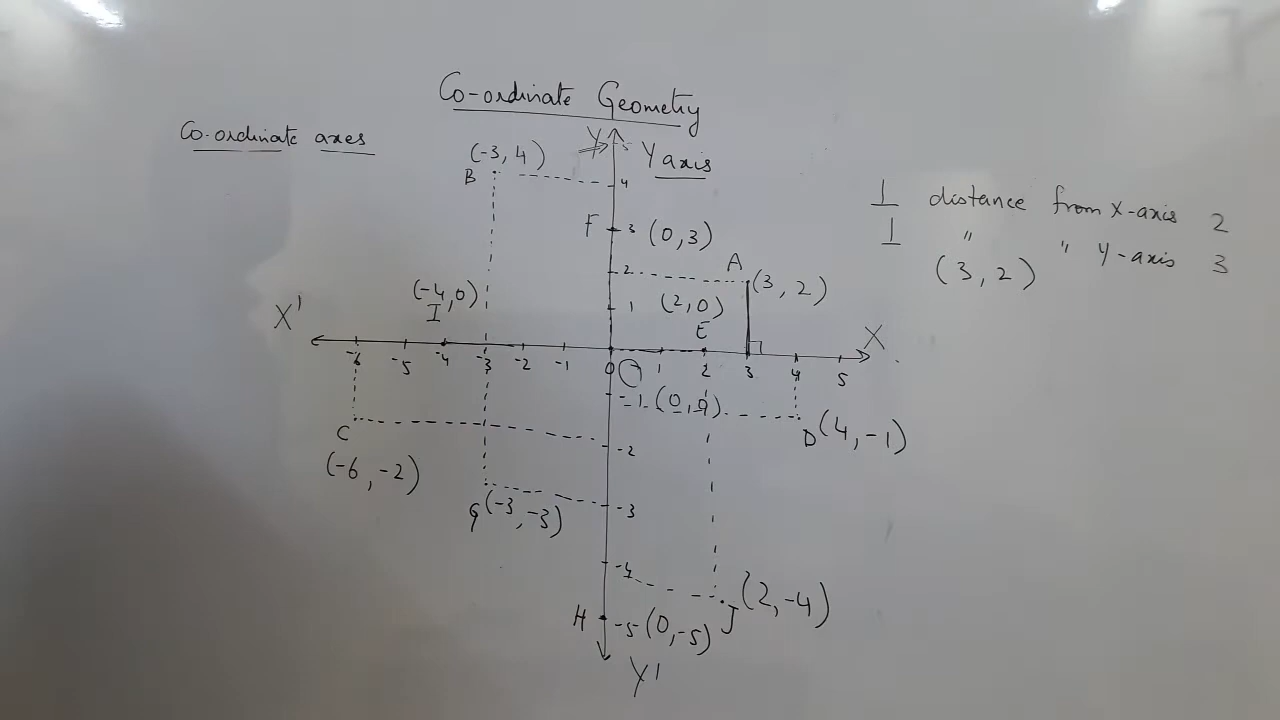 Co-ordinate Geometry
Co-ordinate axes
Y
Y axis
(-3, 4)
B
4
⊥ distance from X-axis 2
⊥ " " Y-axis 3
(3, 2)
F 3 (0,3)
2
A
(3, 2)
(-4,0)
I
1
(2,0)
E
X'
X
-6 -5 -4 -3 -2 -1 0 1 2 3 4 5
-1 (0,0)
D (4, -1)
C
(-6, -2)
-2
G (-3, -3)
-3
-4
J (2, -4)
H -5 (0, -5)
Y'